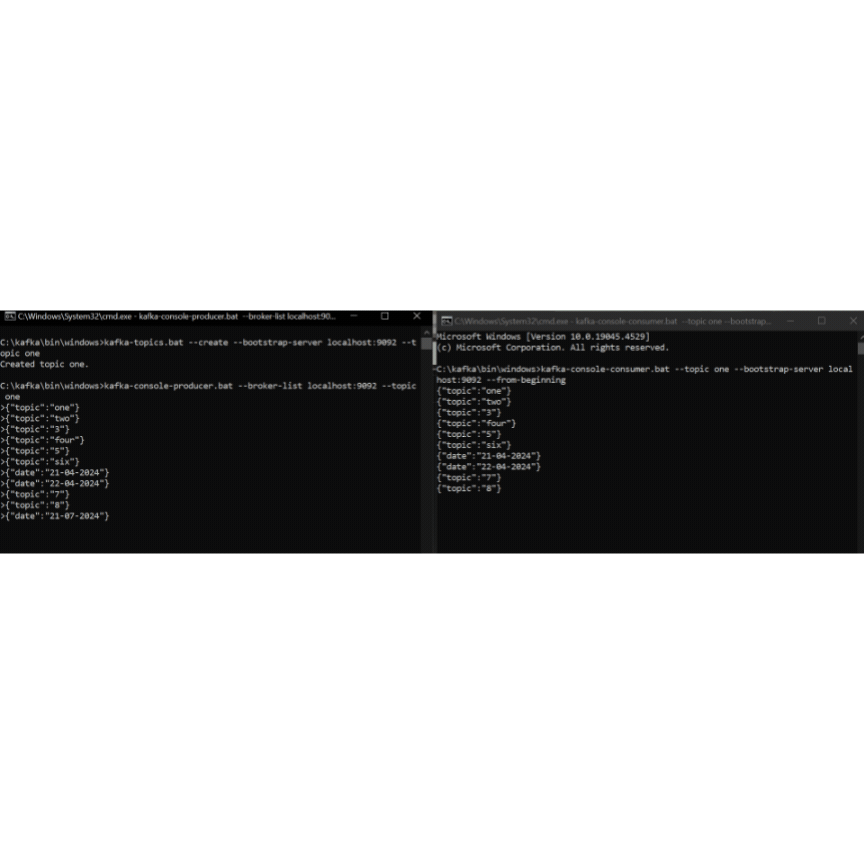 C:\Windows\System32\cmd.exe - kafka-console-producer.bat --broker-list localhost:90...
C:\kafka\bin\windows>kafka-topics.bat --create --bootstrap-server localhost:9092 --t
opic one
Created topic one.
C:\kafka\bin\windows>kafka-console-producer.bat --broker-list localhost:9092 --topic
one
>{"topic":"one"}
>{"topic":"two"}
>{"topic":"3"}
>{"topic":"four"}
>{"topic":"5"}
>{"topic":"six"}
>{"date":"21-04-2024"}
>{"date":"22-04-2024"}
>{"topic":"7"}
>{"topic":"8"}
>{"date":"21-07-2024"}
C:\Windows\System32\cmd.exe - kafka-console-consumer.bat --topic one --bootstrap...
Microsoft Windows [Version 10.0.19045.4529]
(c) Microsoft Corporation. All rights reserved.
C:\kafka\bin\windows>kafka-console-consumer.bat --topic one --bootstrap-server local
host:9092 --from-beginning
{"topic":"one"}
{"topic":"two"}
{"topic":"3"}
{"topic":"four"}
{"topic":"5"}
{"topic":"six"}
{"date":"21-04-2024"}
{"date":"22-04-2024"}
{"topic":"7"}
{"topic":"8"}